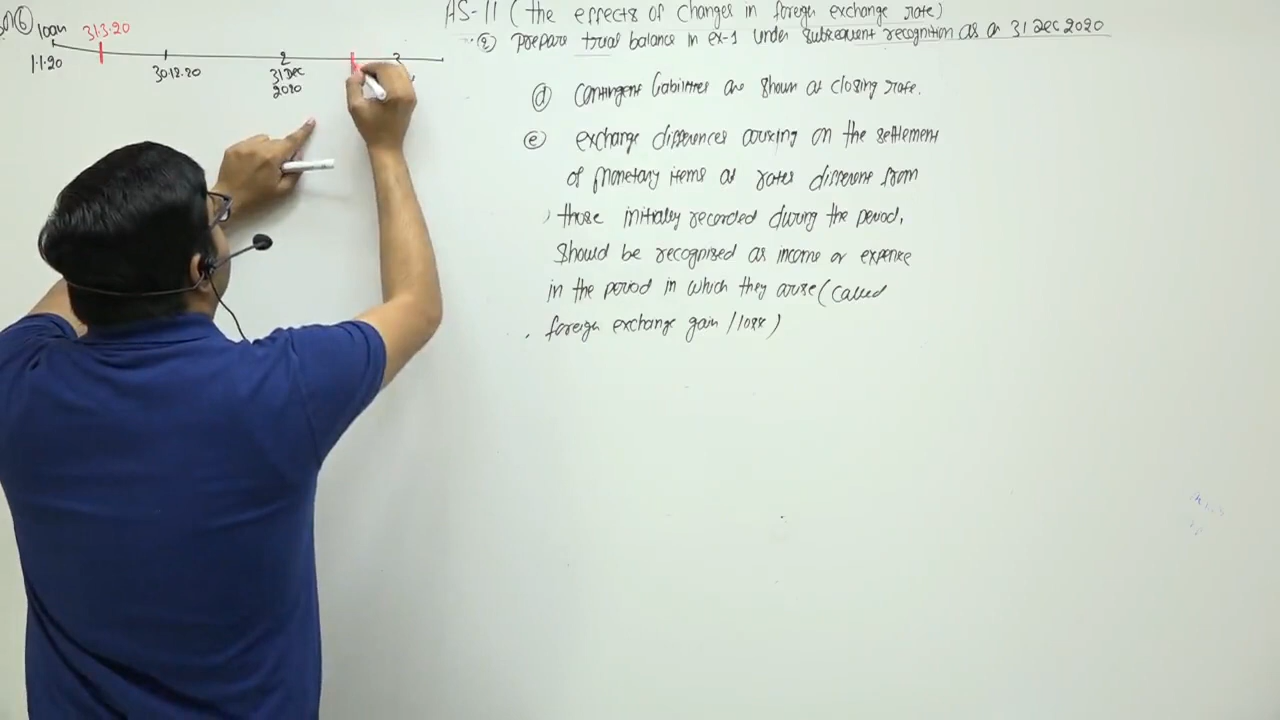 ⑥ loan 31.3.20
1.1.20 30.12.20 2 31 Dec 2020 3
AS-11 (The effects of changes in foreign exchange rate)
Q) prepare trial balance in ex-1 under subsequent recognition as on 31 Dec 2020
ⓓ contingent liabilities are shown at closing rate.
ⓔ exchange differences arising on the settlement
of monetary items at rates different from
those initially recorded during the period,
should be recognised as income or expense
in the period in which they arise (called
foreign exchange gain / loss)